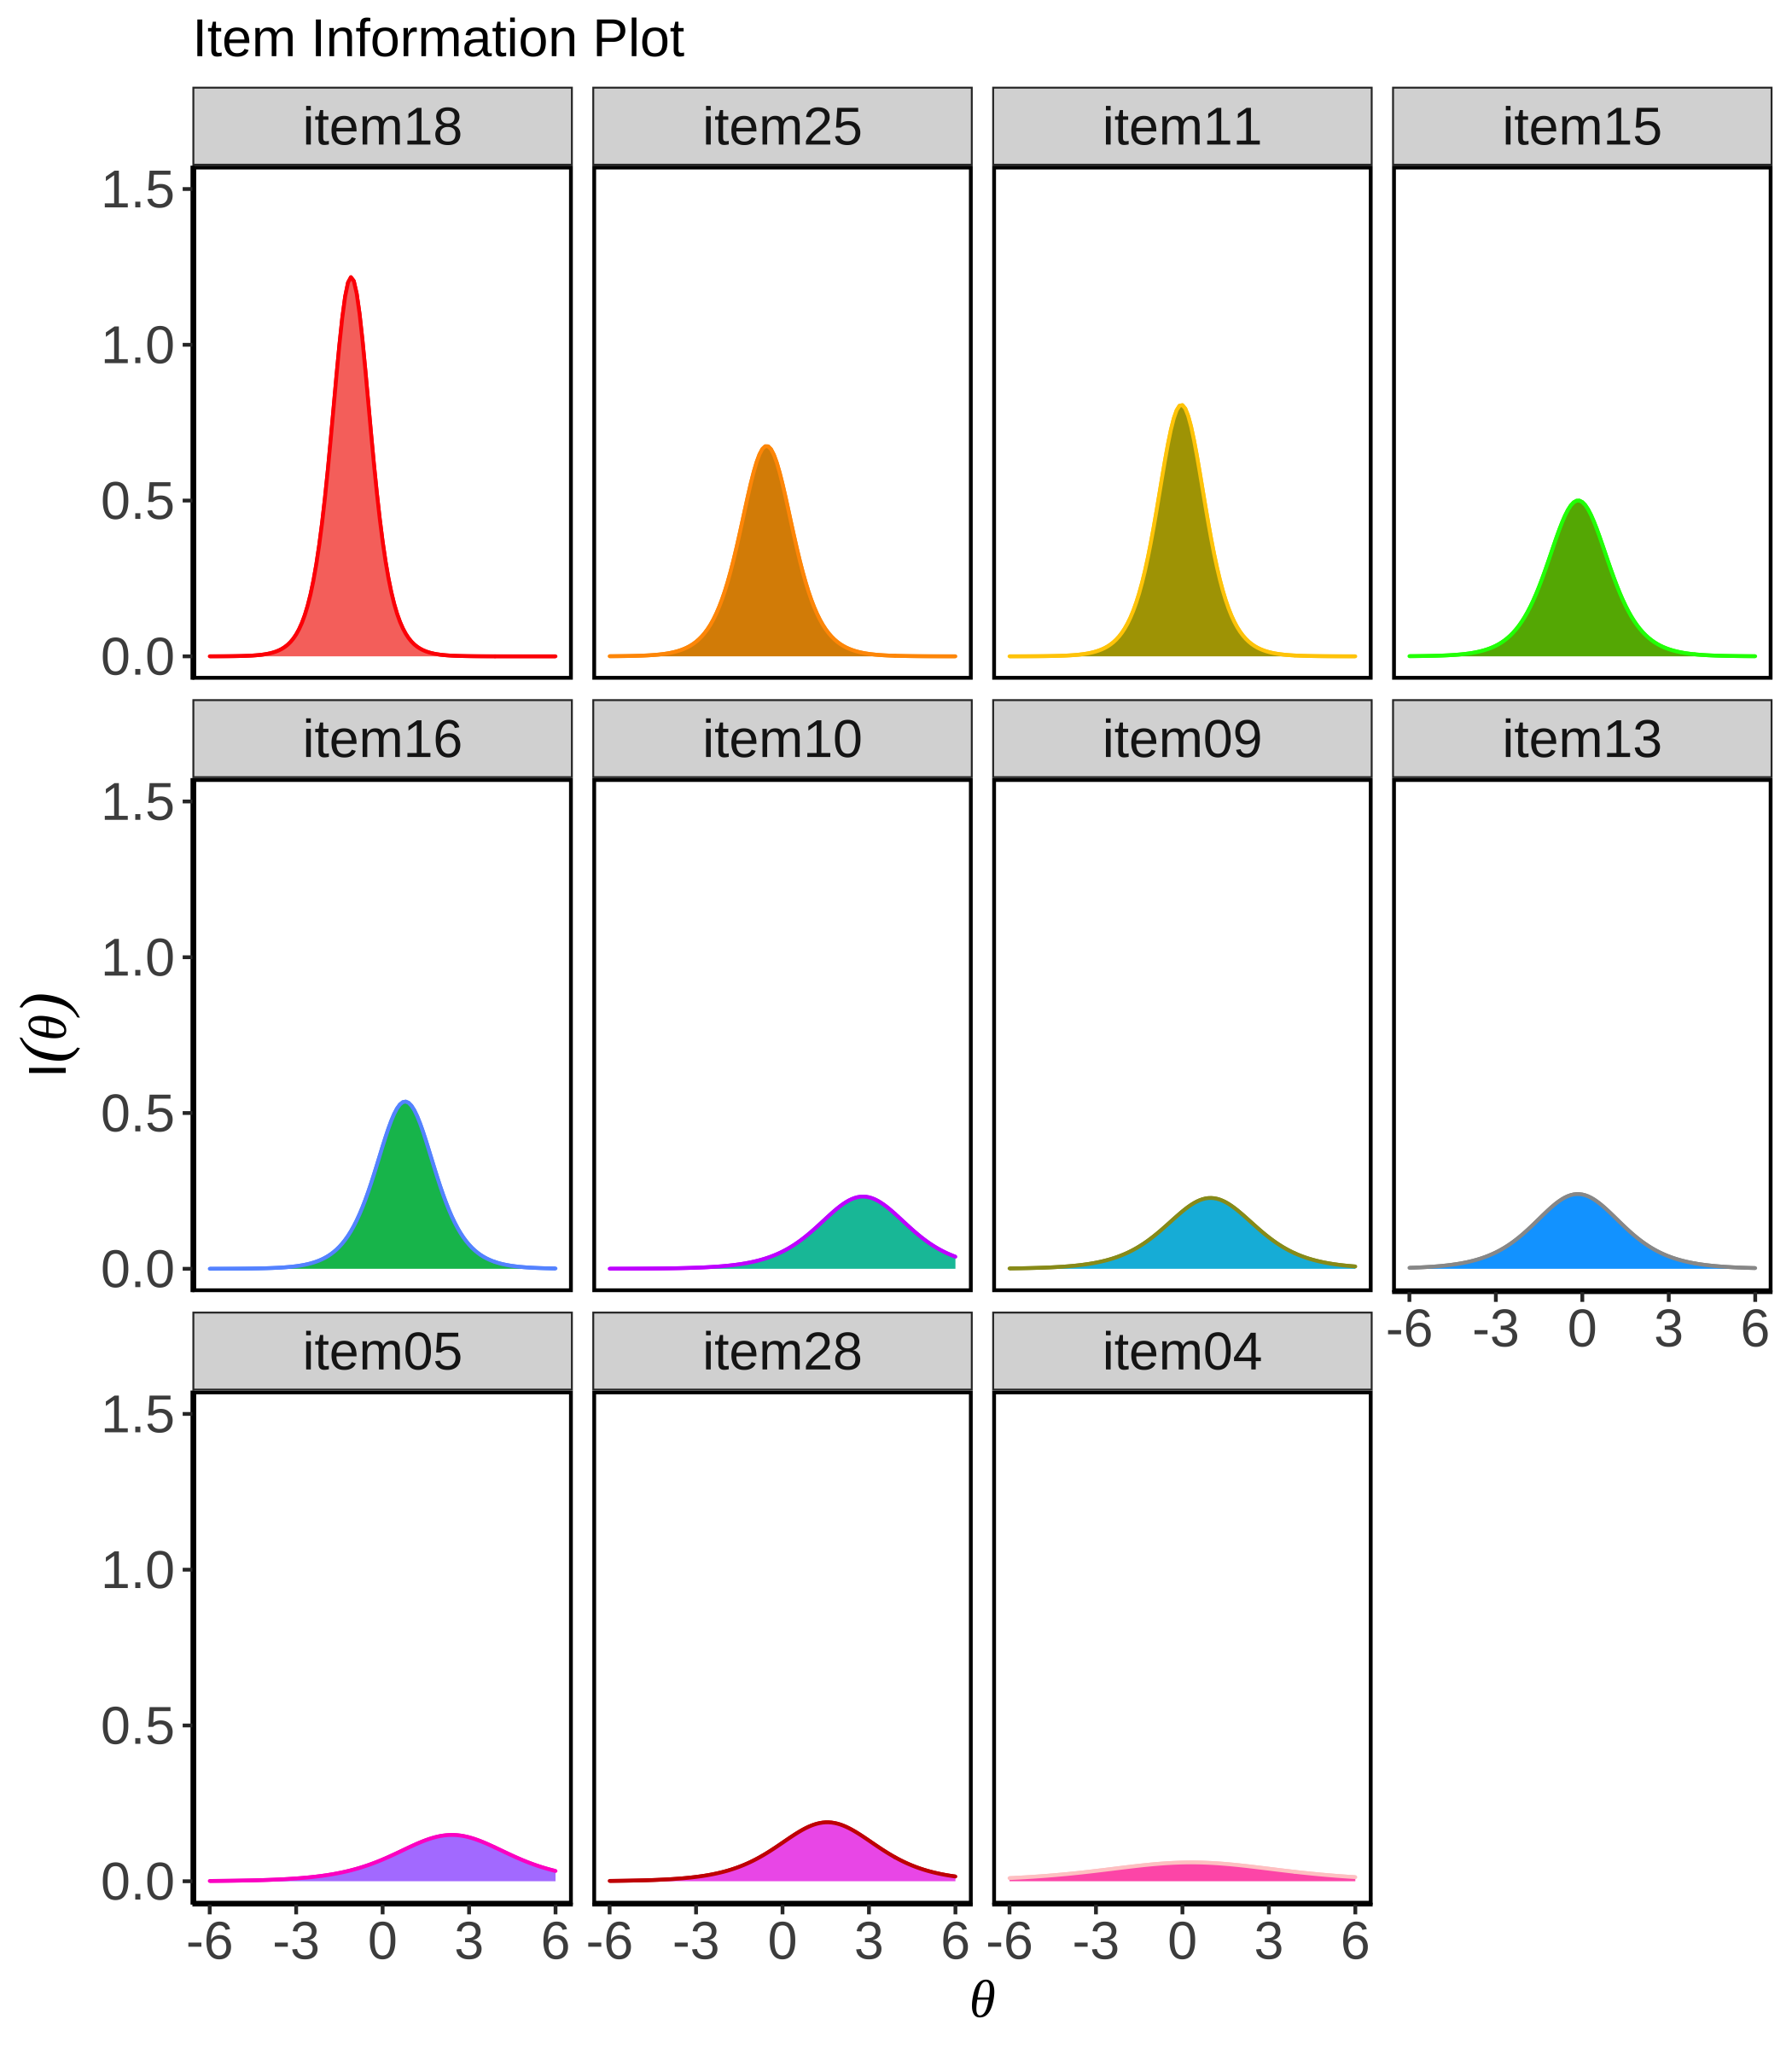 Item Information Plot
item18 item25 item11 item15
1.5
1.0
0.5
0.0
item16 item10 item09 item13
1.5
1.0
0.5
0.0
-6 -3 0 3 6
item05 item28 item04
1.5
1.0
0.5
0.0
-6 -3 0 3 6 -6 -3 0 3 6 -6 -3 0 3 6
I(θ)
θ